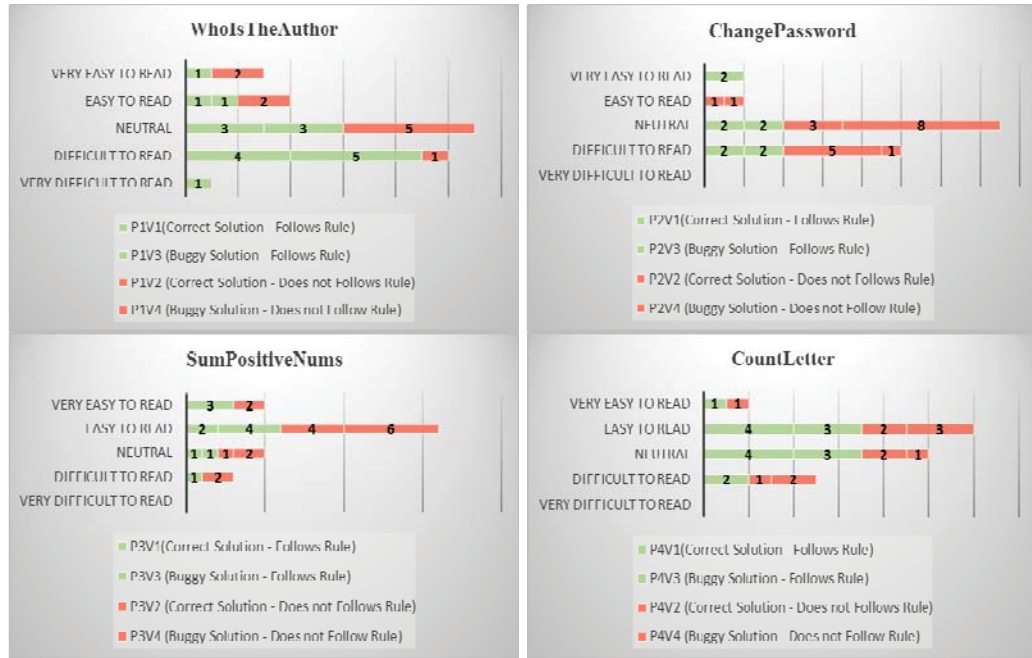 WhoIsTheAuthor
VERY EASY TO READ 1 2
EASY TO READ 1 1 2
NEUTRAL 3 3 5
DIFFICULT TO READ 4 5 1
VERY DIFFICULT TO READ 1
P1V1(Correct Solution Follows Rule)
P1V3 (Buggy Solution Follows Rule)
P1V2 (Correct Solution - Does not Follows Rule)
P1V4 (Buggy Solution - Does not Follow Rule)
ChangePassword
VERY EASY TO READ 2
EASY TO READ 1 1
NEUTRAL 2 2 3 8
DIFFICULT TO READ 2 2 5 1
VERY DIFFICULT TO READ
P2V1(Correct Solution - Follows Rule)
P2V3 (Buggy Solution - Follows Rule)
P2V2 (Correct Solution - Does not Follows Rule)
P2V4 (Buggy Solution - Does not Follow Rule)
SumPositiveNums
VERY EASY TO READ 3 2
EASY TO READ 2 4 4 6
NEUTRAL 1 1 1 2
DIFFICULT TO READ 1 2
VERY DIFFICULT TO READ
P3V1(Correct Solution - Follows Rule)
P3V3 (Buggy Solution - Follows Rule)
P3V2 (Correct Solution - Does not Follows Rule)
P3V4 (Buggy Solution - Does not Follow Rule)
CountLetter
VERY EASY TO READ 1 1
EASY TO READ 4 3 2 3
NEUTRAL 4 3 2 1
DIFFICULT TO READ 2 1 2
VERY DIFFICULT TO READ
P4V1(Correct Solution Follows Rule)
P4V3 (Buggy Solution - Follows Rule)
P4V2 (Correct Solution - Does not Follows Rule)
P4V4 (Buggy Solution - Does not Follow Rule)